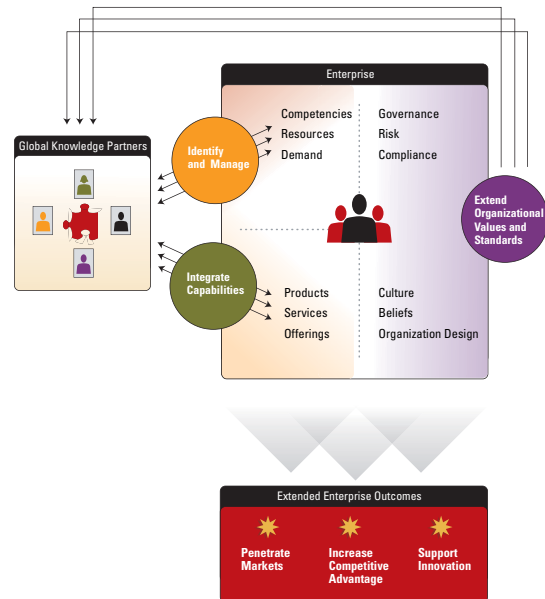 Enterprise
Competencies
Resources
Demand
Governance
Risk
Compliance
Global Knowledge Partners
Identify
and Manage
Extend
Organizational
Values and
Standards
Integrate
Capabilities
Products
Services
Offerings
Culture
Beliefs
Organization Design
Extended Enterprise Outcomes
Penetrate
Markets
Increase
Competitive
Advantage
Support
Innovation